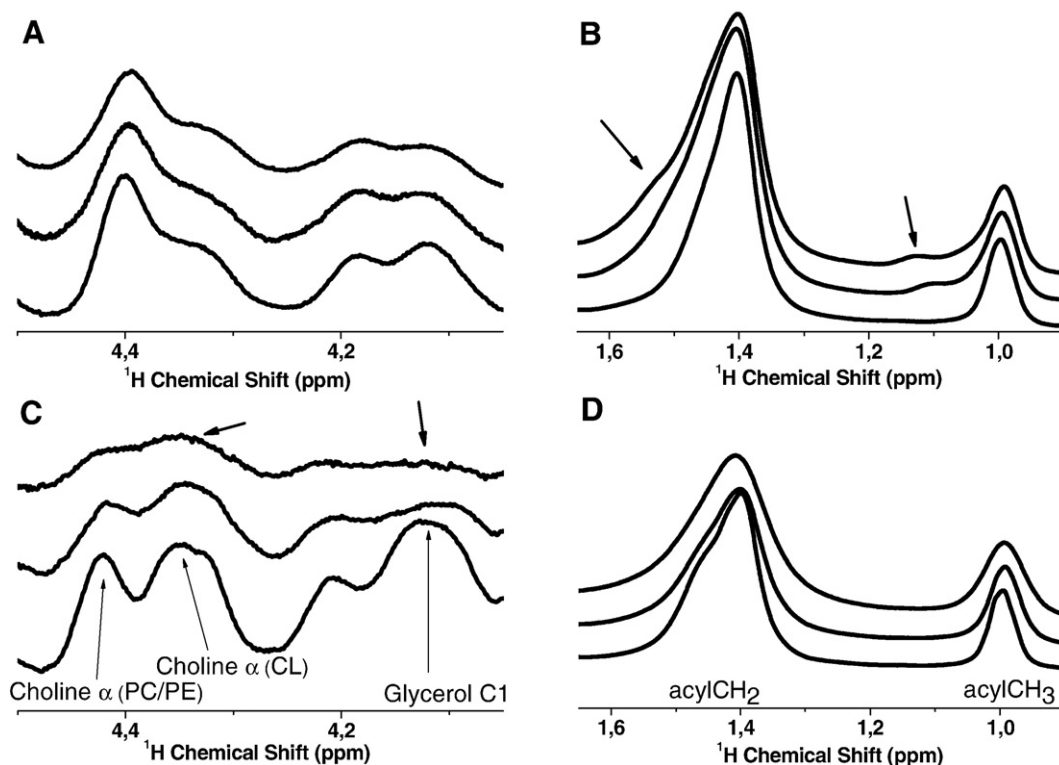 A
B
4,4 4,2
1,6 1,4 1,2 1,0
¹H Chemical Shift (ppm)
¹H Chemical Shift (ppm)
C
D
Choline α (CL)
Choline α (PC/PE)
Glycerol C1
acylCH₂
acylCH₃
4,4 4,2
1,6 1,4 1,2 1,0
¹H Chemical Shift (ppm)
¹H Chemical Shift (ppm)